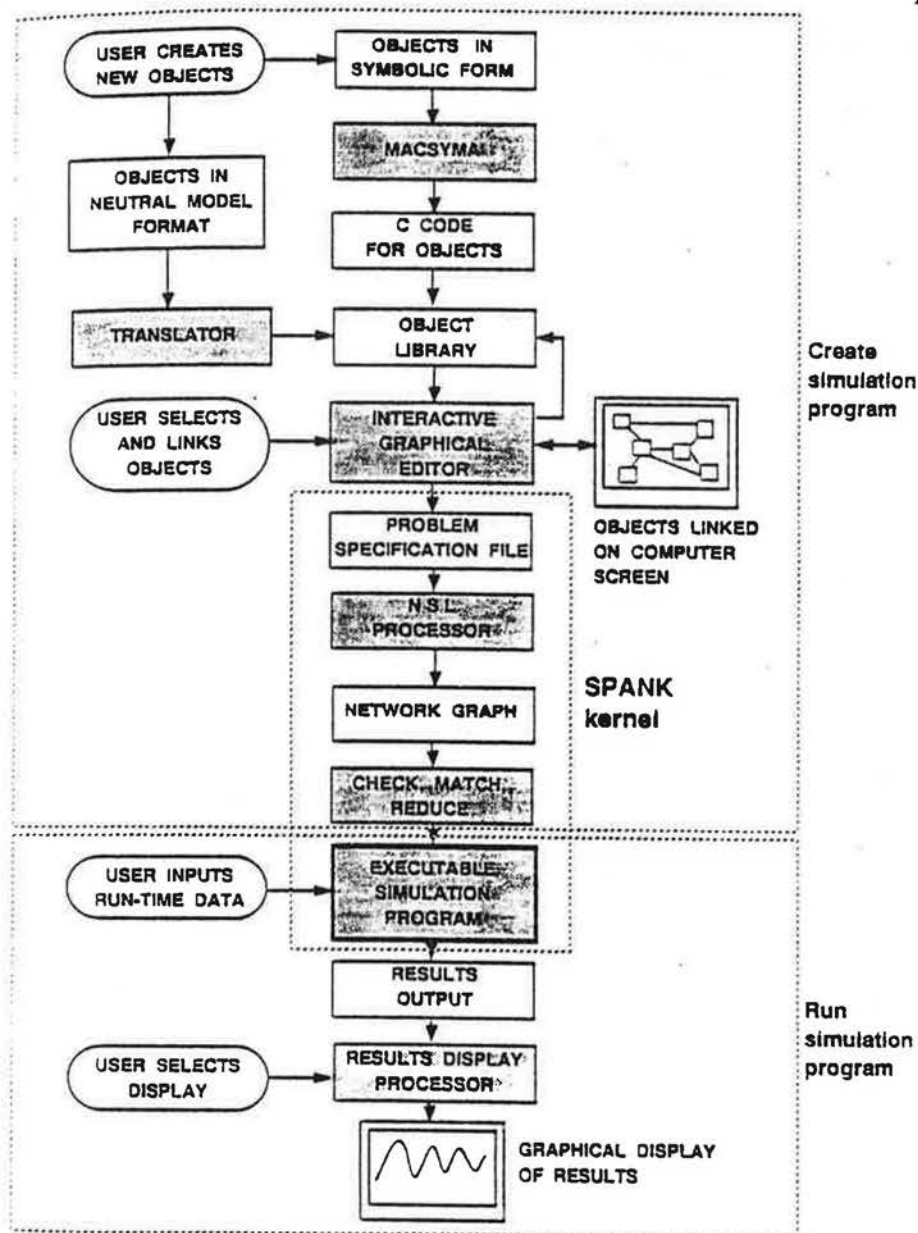 USER CREATES
NEW OBJECTS
OBJECTS IN
SYMBOLIC FORM
MACSYMA
OBJECTS IN
NEUTRAL MODEL
FORMAT
C CODE
FOR OBJECTS
TRANSLATOR
OBJECT
LIBRARY
USER SELECTS
AND LINKS
OBJECTS
INTERACTIVE
GRAPHICAL
EDITOR
OBJECTS LINKED
ON COMPUTER
SCREEN
Create
simulation
program
PROBLEM
SPECIFICATION FILE
N.S.L.
PROCESSOR
NETWORK GRAPH
SPANK
kernel
CHECK, MATCH,
REDUCE
USER INPUTS
RUN-TIME DATA
EXECUTABLE
SIMULATION
PROGRAM
RESULTS
OUTPUT
USER SELECTS
DISPLAY
RESULTS DISPLAY
PROCESSOR
Run
simulation
program
GRAPHICAL DISPLAY
OF RESULTS